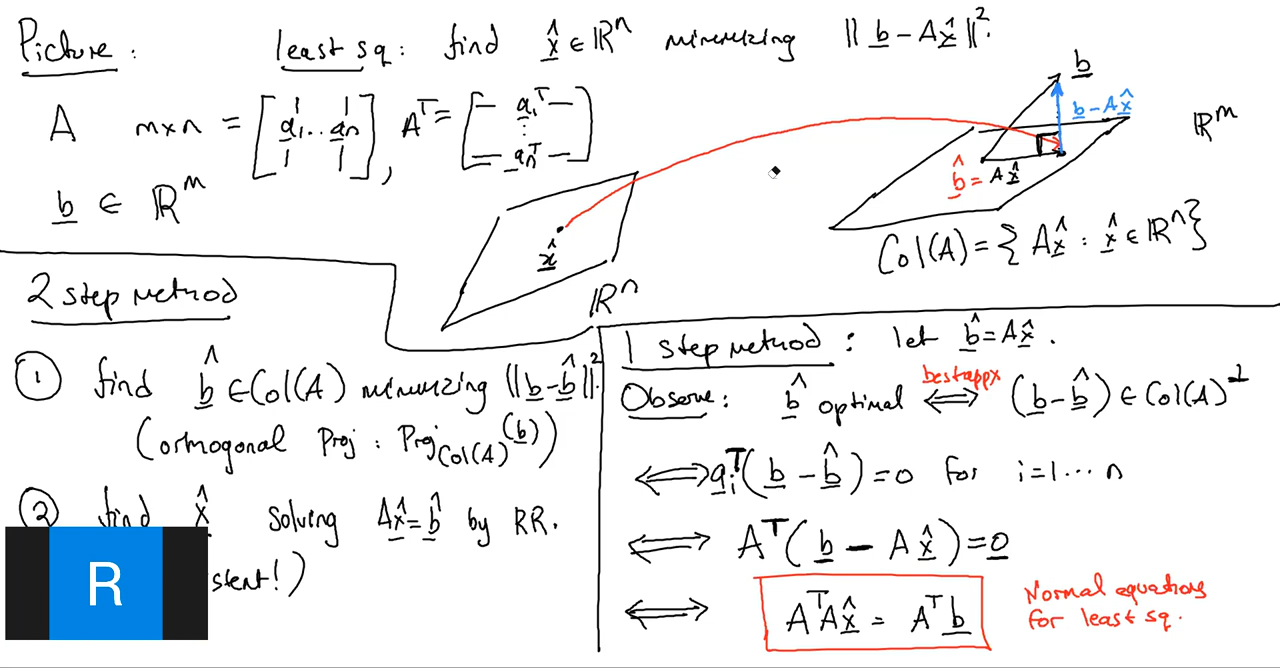 Picture :
least sq : find x̂ ∈ ℝⁿ minimizing || b - Ax̂ ||².
A m×n = [ a₁ ... aₙ ], Aᵀ = [ — a₁ᵀ — ⋮ — aₙᵀ — ]
b ∈ ℝᵐ
x̂
ℝⁿ
b
b - Ax̂
ℝᵐ
b̂ = Ax̂
Col(A) = { Ax̂ : x̂ ∈ ℝⁿ }
2 step method
① find b̂ ∈ Col(A) minimizing || b - b̂ ||².
(orthogonal Proj : Proj_Col(A) (b))
② find x̂ solving Ax̂ = b̂ by RR.
stent!)
R
1 step method : let b̂ = Ax̂ .
Observe : b̂ optimal ⟺ (b - b̂) ∈ Col(A)^⊥
best appx
⟺ aᵢᵀ(b - b̂) = 0 for i = 1 ... n
⟺ Aᵀ(b - Ax̂) = 0
⟺ AᵀAx̂ = Aᵀb
Normal equations
for least sq.